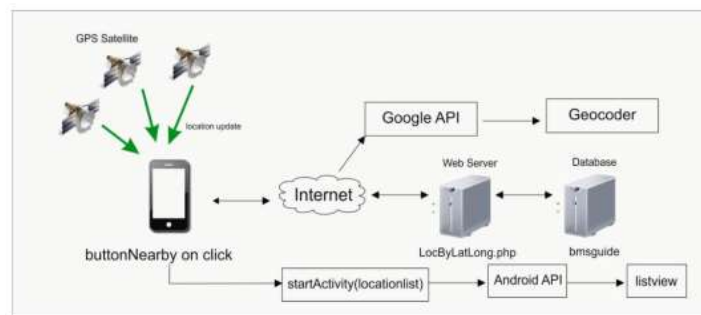 GPS Satellite
location update
Google API
Geocoder
Internet
Web Server
Database
buttonNearby on click
LocByLatLong.php
bmsguide
startActivity(locationlist)
Android API
listview